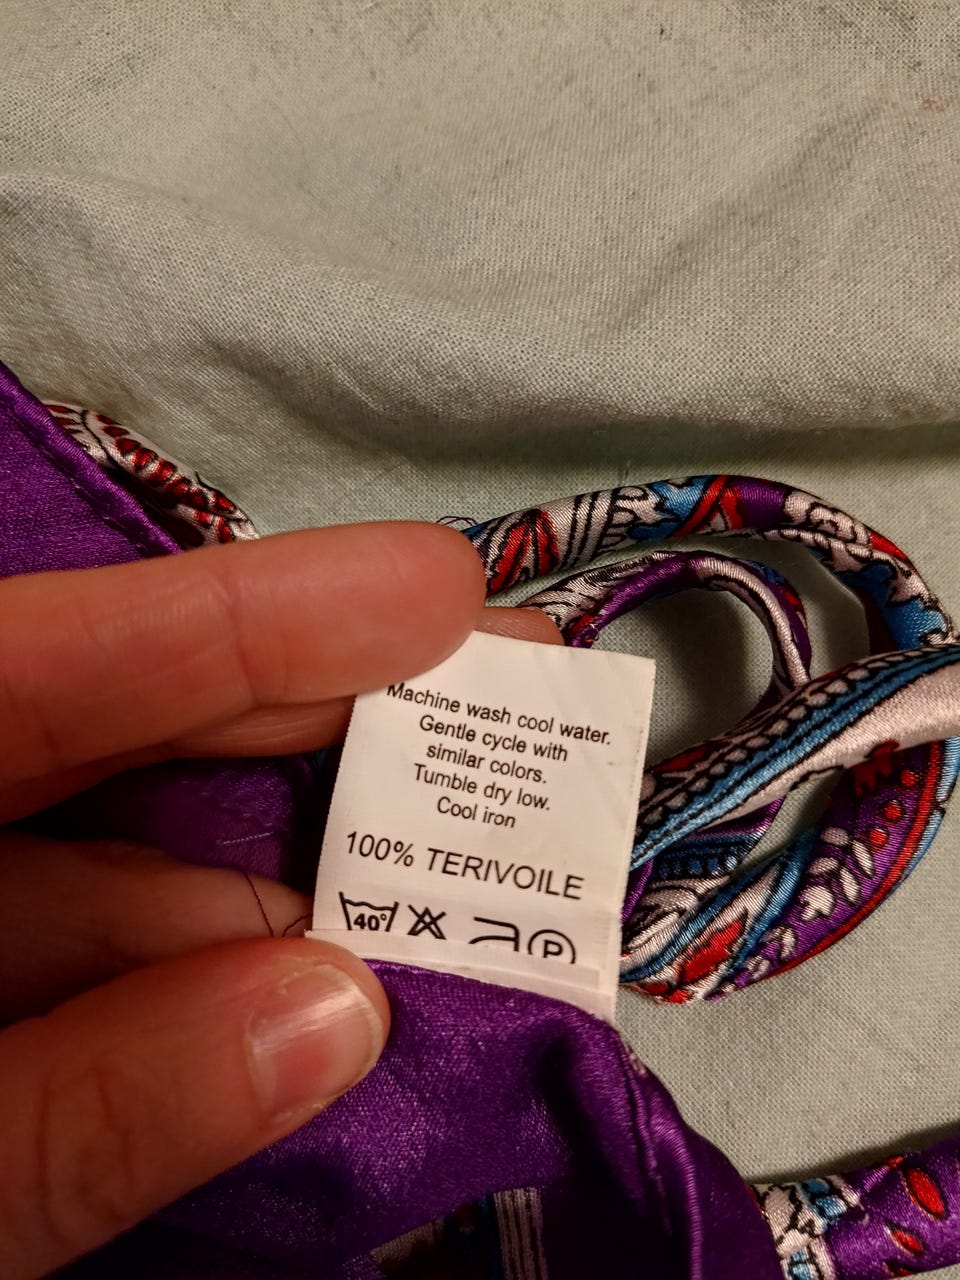 Machine wash cool water.
Gentle cycle with
similar colors.
Tumble dry low.
Cool iron
100% TERIVOILE
40° P